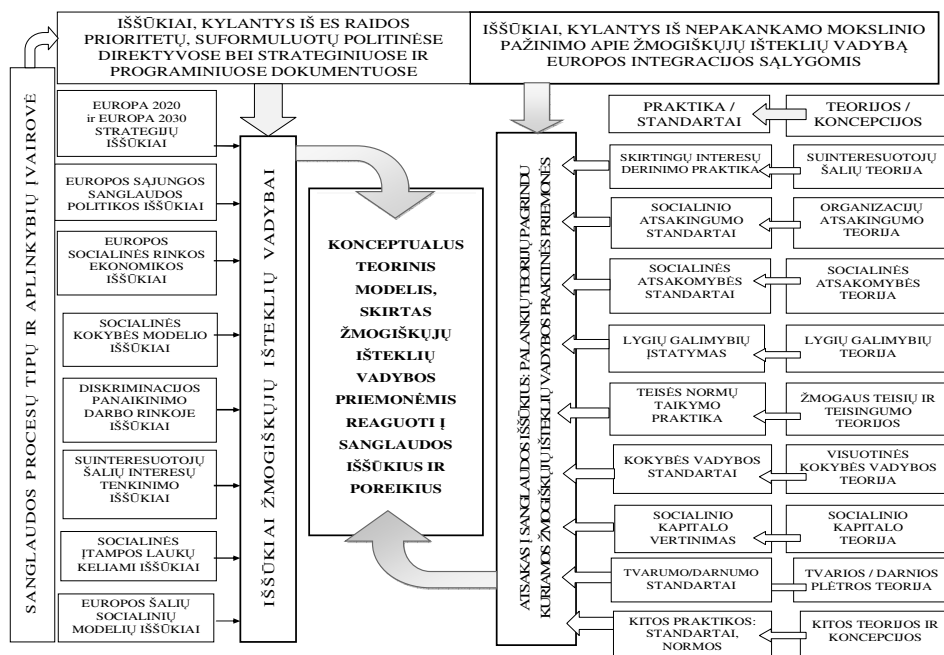 IŠŠŪKIAI, KYLANTYS IŠ ES RAIDOS
PRIORITETŲ, SUFORMULUOTŲ POLITINĖSE
DIREKTYVOSE BEI STRATEGINIUOSE IR
PROGRAMINIUOSE DOKUMENTUOSE
IŠŠŪKIAI, KYLANTYS IŠ NEPAKANKAMO MOKSLINIO
PAŽINIMO APIE ŽMOGIŠKŲJŲ IŠTEKLIŲ VADYBĄ
EUROPOS INTEGRACIJOS SĄLYGOMIS
SANGLAUDOS PROCESŲ TIPŲ IR APLINKYBIŲ ĮVAIROVĖ
EUROPA 2020
ir EUROPA 2030
STRATEGIJŲ
IŠŠŪKIAI
EUROPOS SĄJUNGOS
SANGLAUDOS
POLITIKOS IŠŠŪKIAI
EUROPOS
SOCIALINĖS RINKOS
EKONOMIKOS
IŠŠŪKIAI
SOCIALINĖS
KOKYBĖS MODELIO
IŠŠŪKIAI
DISKRIMINACIJOS
PANAIKINIMO
DARBO RINKOJE
IŠŠŪKIAI
SUINTERESUOTŲJŲ
ŠALIŲ INTERESŲ
TENKINIMO
IŠŠŪKIAI
SOCIALINĖS
ĮTAMPOS LAUKŲ
KELIAMI IŠŠŪKIAI
EUROPOS ŠALIŲ
SOCIALINIŲ
MODELIŲ IŠŠŪKIAI
IŠŠŪKIAI ŽMOGIŠKŲJŲ IŠTEKLIŲ VADYBAI
KONCEPTUALUS
TEORINIS
MODELIS,
SKIRTAS
ŽMOGIŠKŲJŲ
IŠTEKLIŲ
VADYBOS
PRIEMONĖMIS
REAGUOTI Į
SANGLAUDOS
IŠŠŪKIUS IR
POREIKIUS
ATSAKAS Į SANGLAUDOS IŠŠŪKIUS: PALANKIŲ TEORIJŲ PAGRINDU
KURIAMOS ŽMOGIŠKŲJŲ IŠTEKLIŲ VADYBOS PRAKTINĖS PRIEMONĖS
PRAKTIKA /
STANDARTAI
TEORIJOS /
KONCEPCIJOS
SKIRTINGŲ INTERESŲ
DERINIMO PRAKTIKA
SUINTERESUOTŲJŲ
ŠALIŲ TEORIJA
SOCIALINIO
ATSAKINGUMO
STANDARTAI
ORGANIZACIJŲ
ATSAKINGUMO
TEORIJA
SOCIALINĖS
ATSAKOMYBĖS
STANDARTAI
SOCIALINĖS
ATSAKOMYBĖS
TEORIJA
LYGIŲ GALIMYBIŲ
ĮSTATYMAS
LYGIŲ GALIMYBIŲ
TEORIJA
TEISĖS NORMŲ
TAIKYMO
PRAKTIKA
ŽMOGAUS TEISIŲ IR
TEISINGUMO
TEORIJOS
KOKYBĖS VADYBOS
STANDARTAI
VISUOTINĖS
KOKYBĖS VADYBOS
TEORIJA
SOCIALINIO
KAPITALO
VERTINIMAS
SOCIALINIO
KAPITALO
TEORIJA
TVARUMO/DARNUMO
STANDARTAI
TVARIOS / DARNIOS
PLĖTROS TEORIJA
KITOS PRAKTIKOS:
STANDARTAI,
NORMOS
KITOS TEORIJOS IR
KONCEPCIJOS